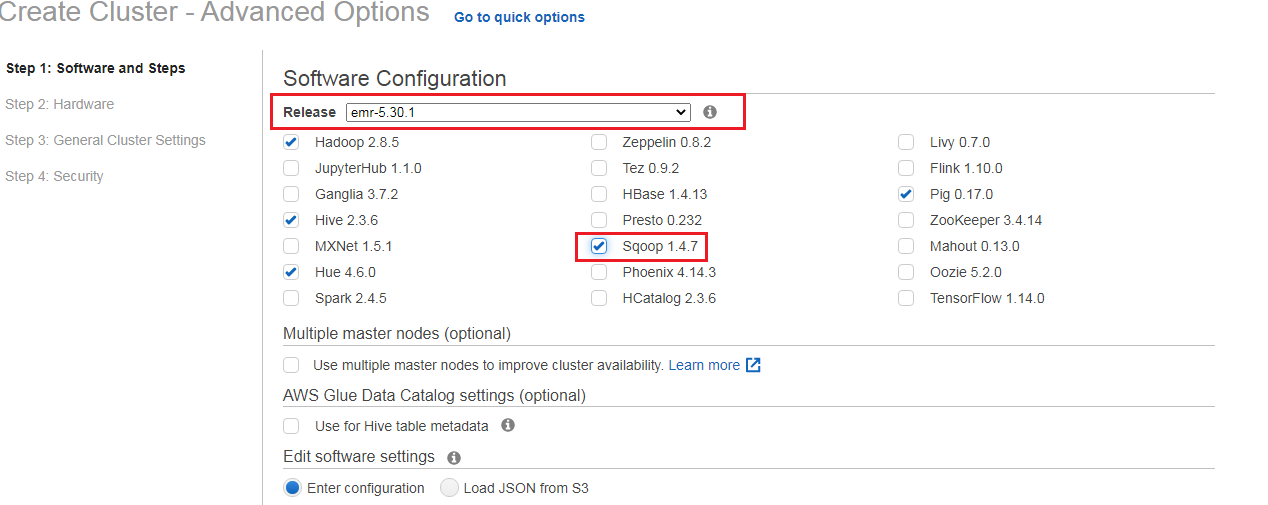 Create Cluster - Advanced Options Go to quick options
Step 1: Software and Steps
Step 2: Hardware
Step 3: General Cluster Settings
Step 4: Security
Software Configuration
Release emr-5.30.1
Hadoop 2.8.5 Zeppelin 0.8.2 Livy 0.7.0
JupyterHub 1.1.0 Tez 0.9.2 Flink 1.10.0
Ganglia 3.7.2 HBase 1.4.13 Pig 0.17.0
Hive 2.3.6 Presto 0.232 ZooKeeper 3.4.14
MXNet 1.5.1 Sqoop 1.4.7 Mahout 0.13.0
Hue 4.6.0 Phoenix 4.14.3 Oozie 5.2.0
Spark 2.4.5 HCatalog 2.3.6 TensorFlow 1.14.0
Multiple master nodes (optional)
Use multiple master nodes to improve cluster availability. Learn more
AWS Glue Data Catalog settings (optional)
Use for Hive table metadata
Edit software settings
Enter configuration Load JSON from S3